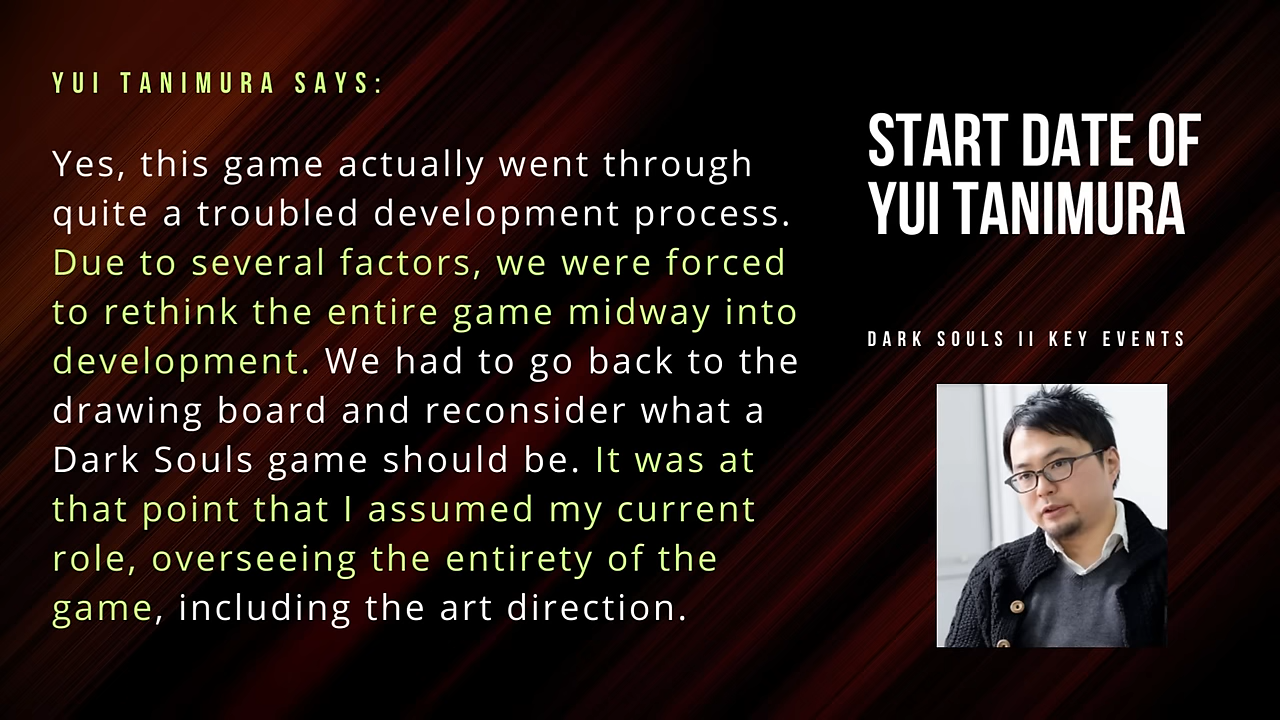 YUI TANIMURA SAYS:
Yes, this game actually went through
quite a troubled development process.
Due to several factors, we were forced
to rethink the entire game midway into
development. We had to go back to the
drawing board and reconsider what a
Dark Souls game should be. It was at
that point that I assumed my current
role, overseeing the entirety of the
game, including the art direction.
START DATE OF
YUI TANIMURA
DARK SOULS II KEY EVENTS